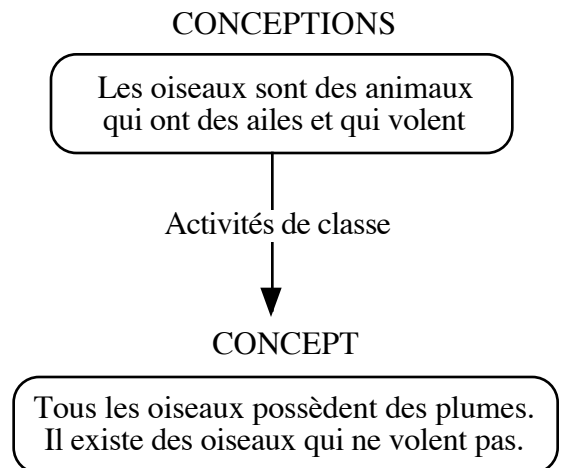 CONCEPTIONS
Les oiseaux sont des animaux
qui ont des ailes et qui volent
Activités de classe
CONCEPT
Tous les oiseaux possèdent des plumes.
Il existe des oiseaux qui ne volent pas.